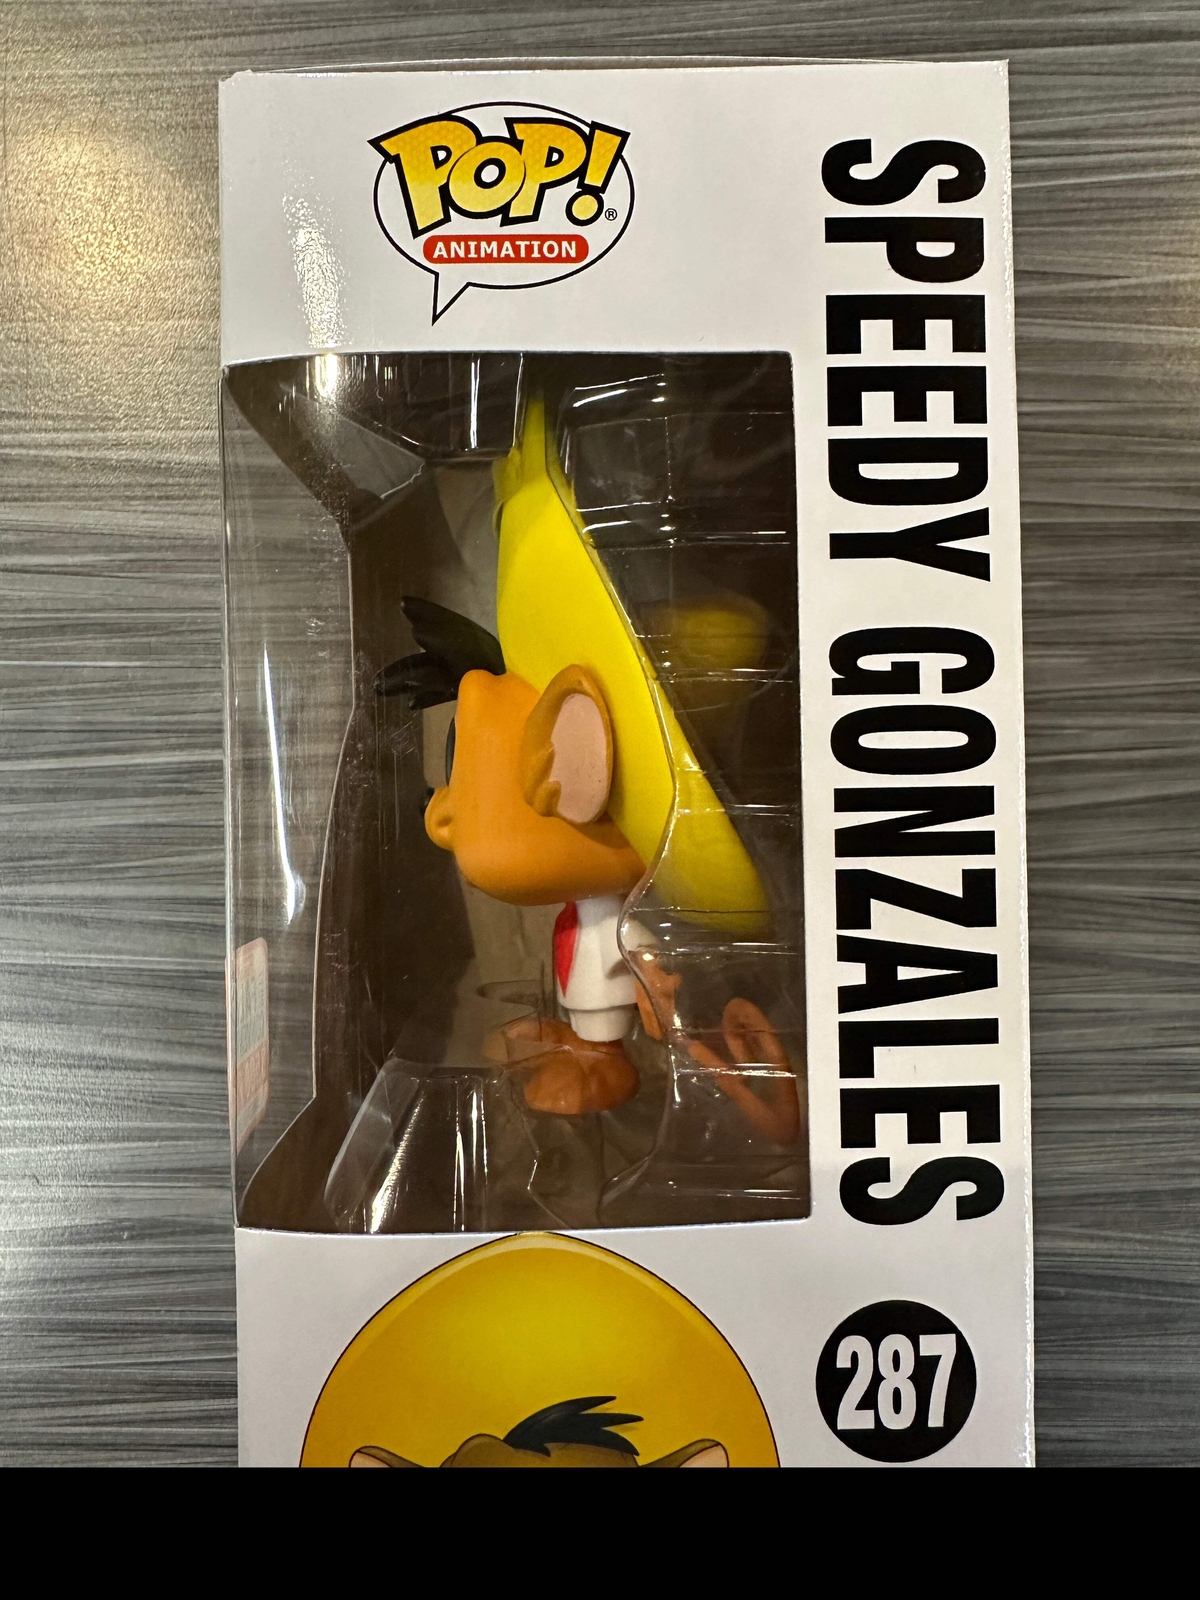 POP!®
ANIMATION
SPEEDY GONZALES
287